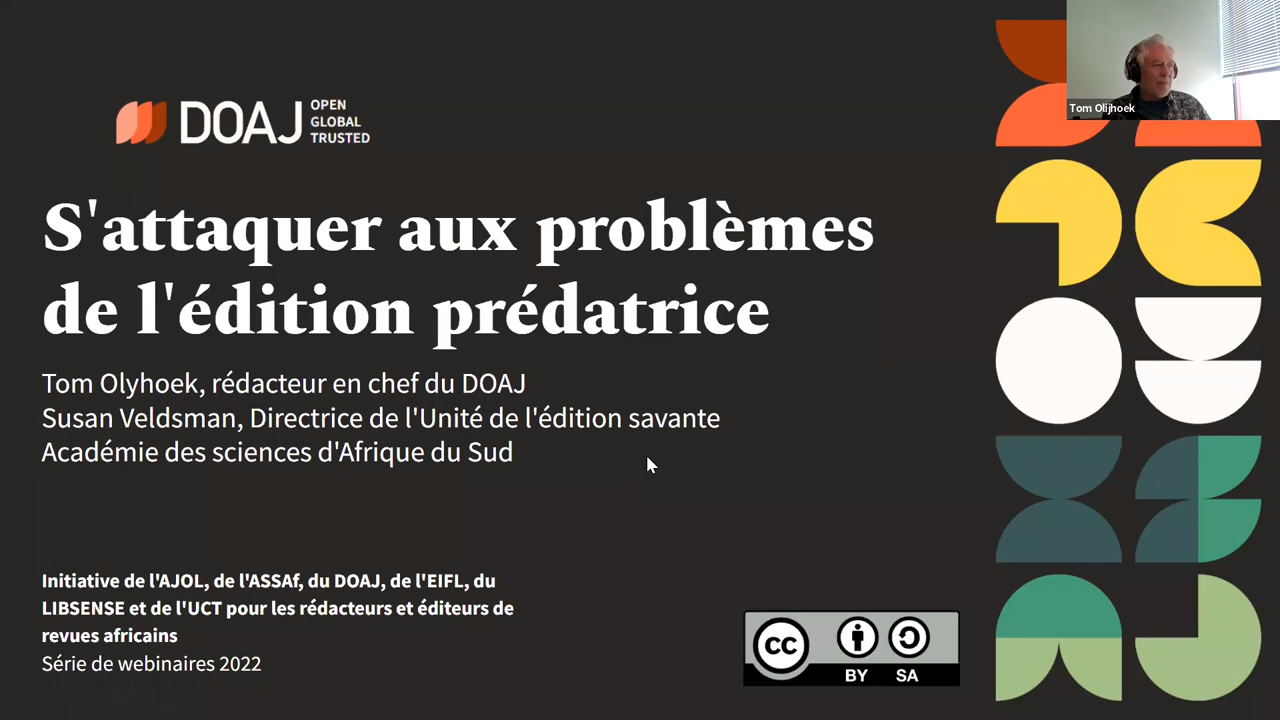 DOAJ
OPEN
GLOBAL
TRUSTED
Tom Olijhoek
S'attaquer aux problèmes
de l'édition prédatrice
Tom Olyhoek, rédacteur en chef du DOAJ
Susan Veldsman, Directrice de l'Unité de l'édition savante
Académie des sciences d'Afrique du Sud
Initiative de l'AJOL, de l'ASSAf, du DOAJ, de l'EIFL, du
LIBSENSE et de l'UCT pour les rédacteurs et éditeurs de
revues africains
Série de webinaires 2022
CC
BY SA